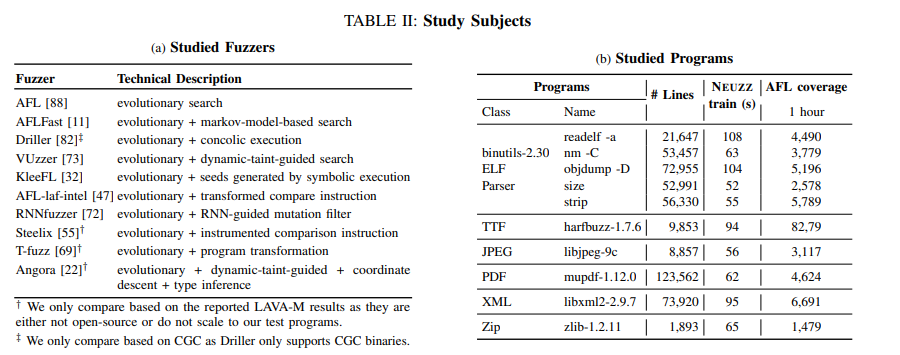 TABLE II: Study Subjects
(a) Studied Fuzzers
Fuzzer Technical Description
AFL [88] evolutionary search
AFLFast [11] evolutionary + markov-model-based search
Driller [82]‡ evolutionary + concolic execution
VUzzer [73] evolutionary + dynamic-taint-guided search
KleeFL [32] evolutionary + seeds generated by symbolic execution
AFL-laf-intel [47] evolutionary + transformed compare instruction
RNNfuzzer [72] evolutionary + RNN-guided mutation filter
Steelix [55]† evolutionary + instrumented comparison instruction
T-fuzz [69]† evolutionary + program transformation
Angora [22]† evolutionary + dynamic-taint-guided + coordinate
descent + type inference
† We only compare based on the reported LAVA-M results as they are
either not open-source or do not scale to our test programs.
‡ We only compare based on CGC as Driller only supports CGC binaries.
(b) Studied Programs
Programs # Lines NEUZZ train (s) AFL coverage
Class Name 1 hour
readelf -a 21,647 108 4,490
binutils-2.30 nm -C 53,457 63 3,779
ELF objdump -D 72,955 104 5,196
Parser size 52,991 52 2,578
strip 56,330 55 5,789
TTF harfbuzz-1.7.6 9,853 94 82,79
JPEG libjpeg-9c 8,857 56 3,117
PDF mupdf-1.12.0 123,562 62 4,624
XML libxml2-2.9.7 73,920 95 6,691
Zip zlib-1.2.11 1,893 65 1,479